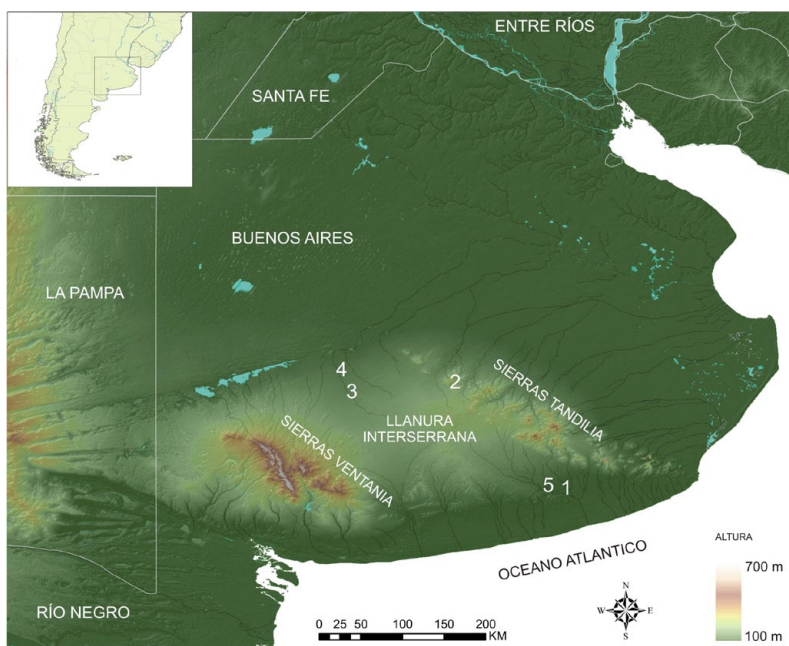 ENTRE RÍOS
SANTA FE
BUENOS AIRES
LA PAMPA
4
3
2
SIERRAS TANDILIA
LLANURA
INTERSERRANA
SIERRAS VENTANIA
5 1
OCEANO ATLANTICO
RÍO NEGRO
ALTURA
700 m
100 m
N
W E
S
0 25 50 100 150 200
KM